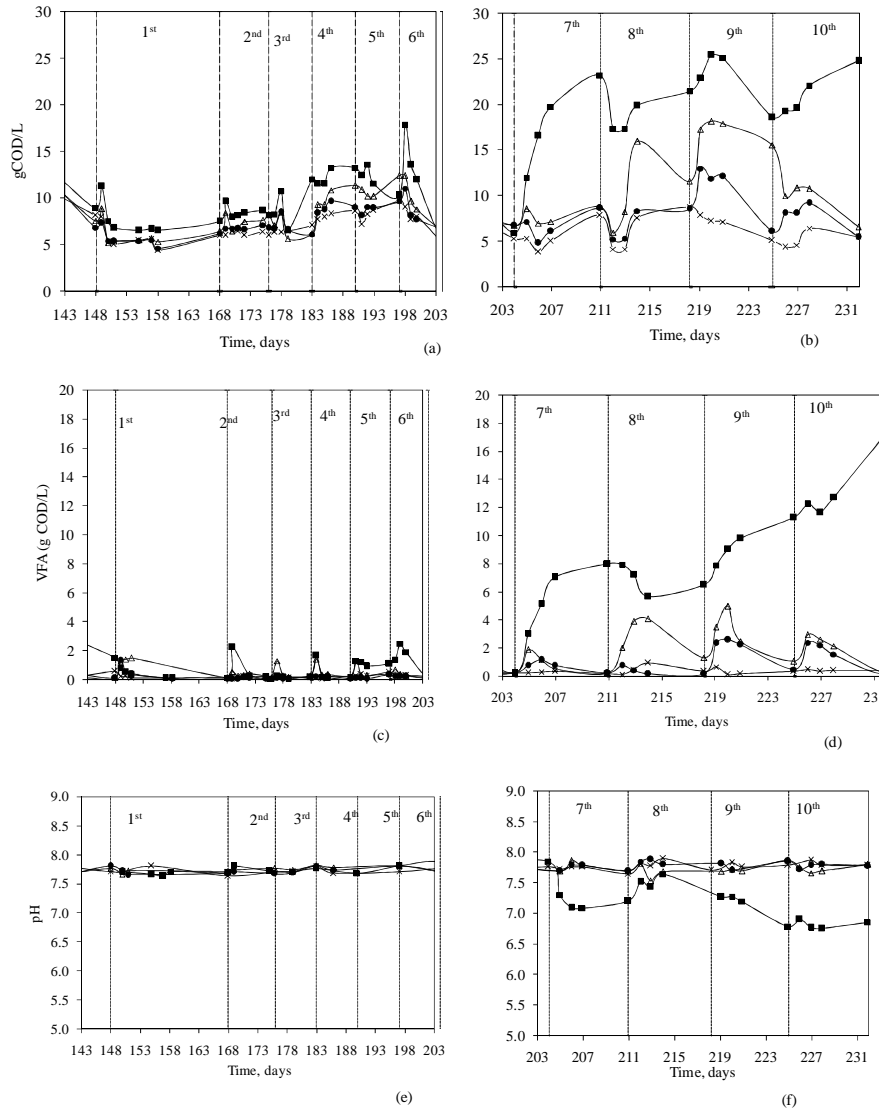 1st 2nd 3rd 4th 5th 6th
30
25
20
15
10
5
0
gCOD/L
143 148 153 158 163 168 173 178 183 188 193 198 203
Time, days
(a)
7th 8th 9th 10th
30
25
20
15
10
5
0
203 207 211 215 219 223 227 231
Time, days
(b)
1st 2nd 3rd 4th 5th 6th
20
18
16
14
12
10
8
6
4
2
0
VFA (g COD/L)
143 148 153 158 163 168 173 178 183 188 193 198 203
Time, days
(c)
7th 8th 9th 10th
20
18
16
14
12
10
8
6
4
2
0
203 207 211 215 219 223 227 23
Time, days
(d)
1st 2nd 3rd 4th 5th 6th
9.0
8.5
8.0
7.5
7.0
6.5
6.0
5.5
5.0
pH
143 148 153 158 163 168 173 178 183 188 193 198 203
Time, days
(e)
7th 8th 9th 10th
9.0
8.5
8.0
7.5
7.0
6.5
6.0
5.5
5.0
203 207 211 215 219 223 227 231
Time, days
(f)